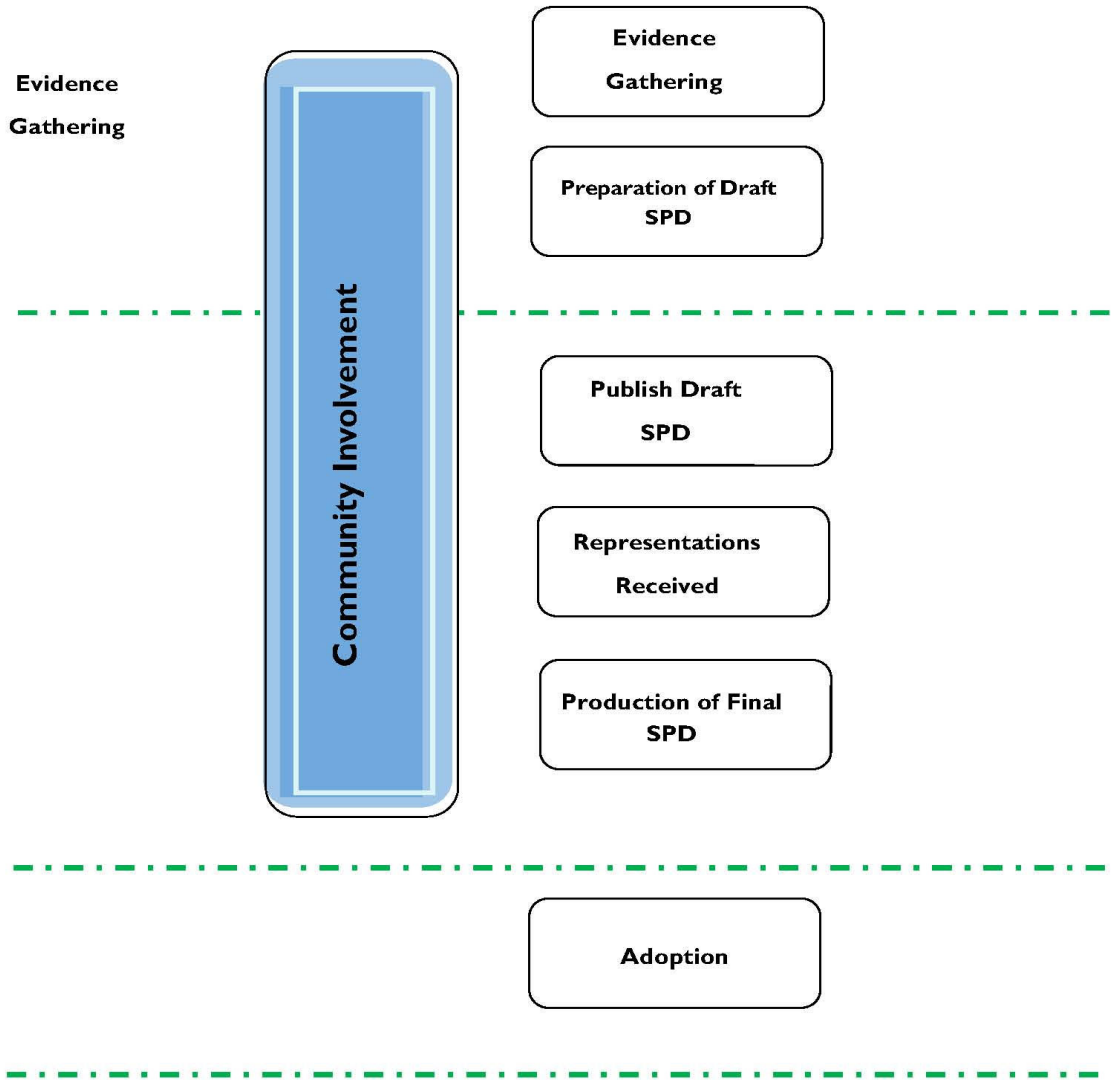 Evidence
Gathering
Community Involvement
Evidence
Gathering
Preparation of Draft
SPD
Publish Draft
SPD
Representations
Received
Production of Final
SPD
Adoption